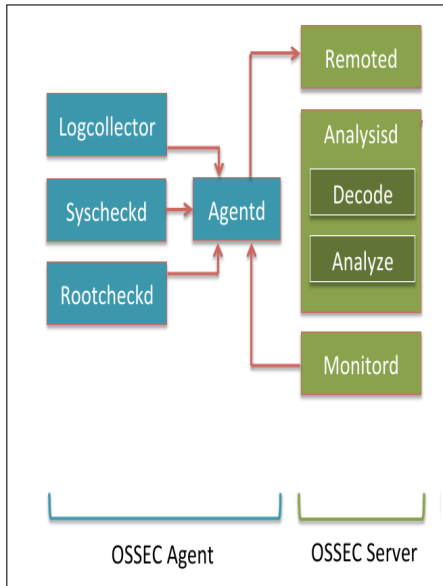 Remoted
Logcollector
Analysisd
Syscheckd
Agentd
Decode
Analyze
Rootcheckd
Monitord
OSSEC Agent
OSSEC Server